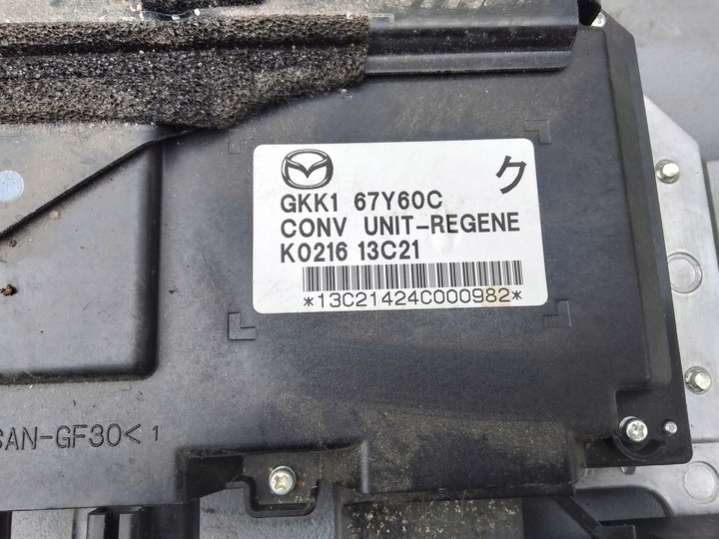 ク
GKK1 67Y60C
CONV UNIT-REGENE
K0216 13C21
*13C21424C000982*
SAN-GF30<1